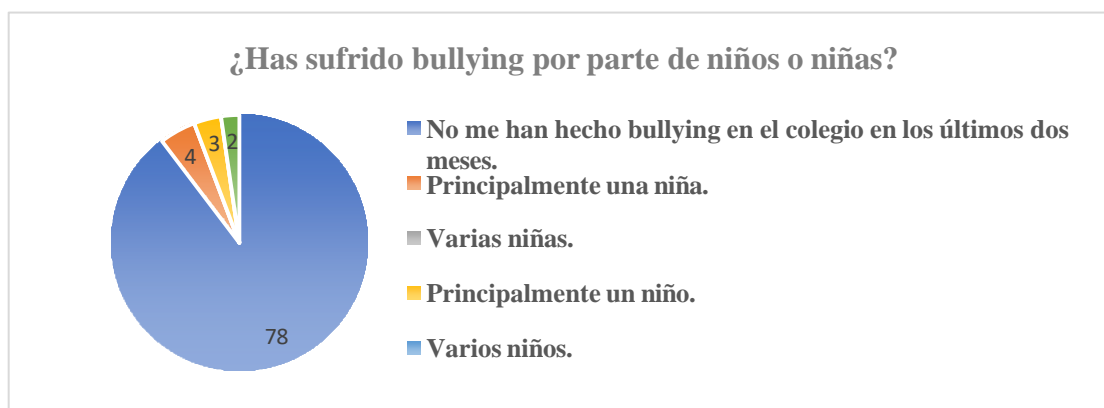 ¿Has sufrido bullying por parte de niños o niñas?
4
3
2
78
No me han hecho bullying en el colegio en los últimos dos
meses.
Principalmente una niña.
Varias niñas.
Principalmente un niño.
Varios niños.